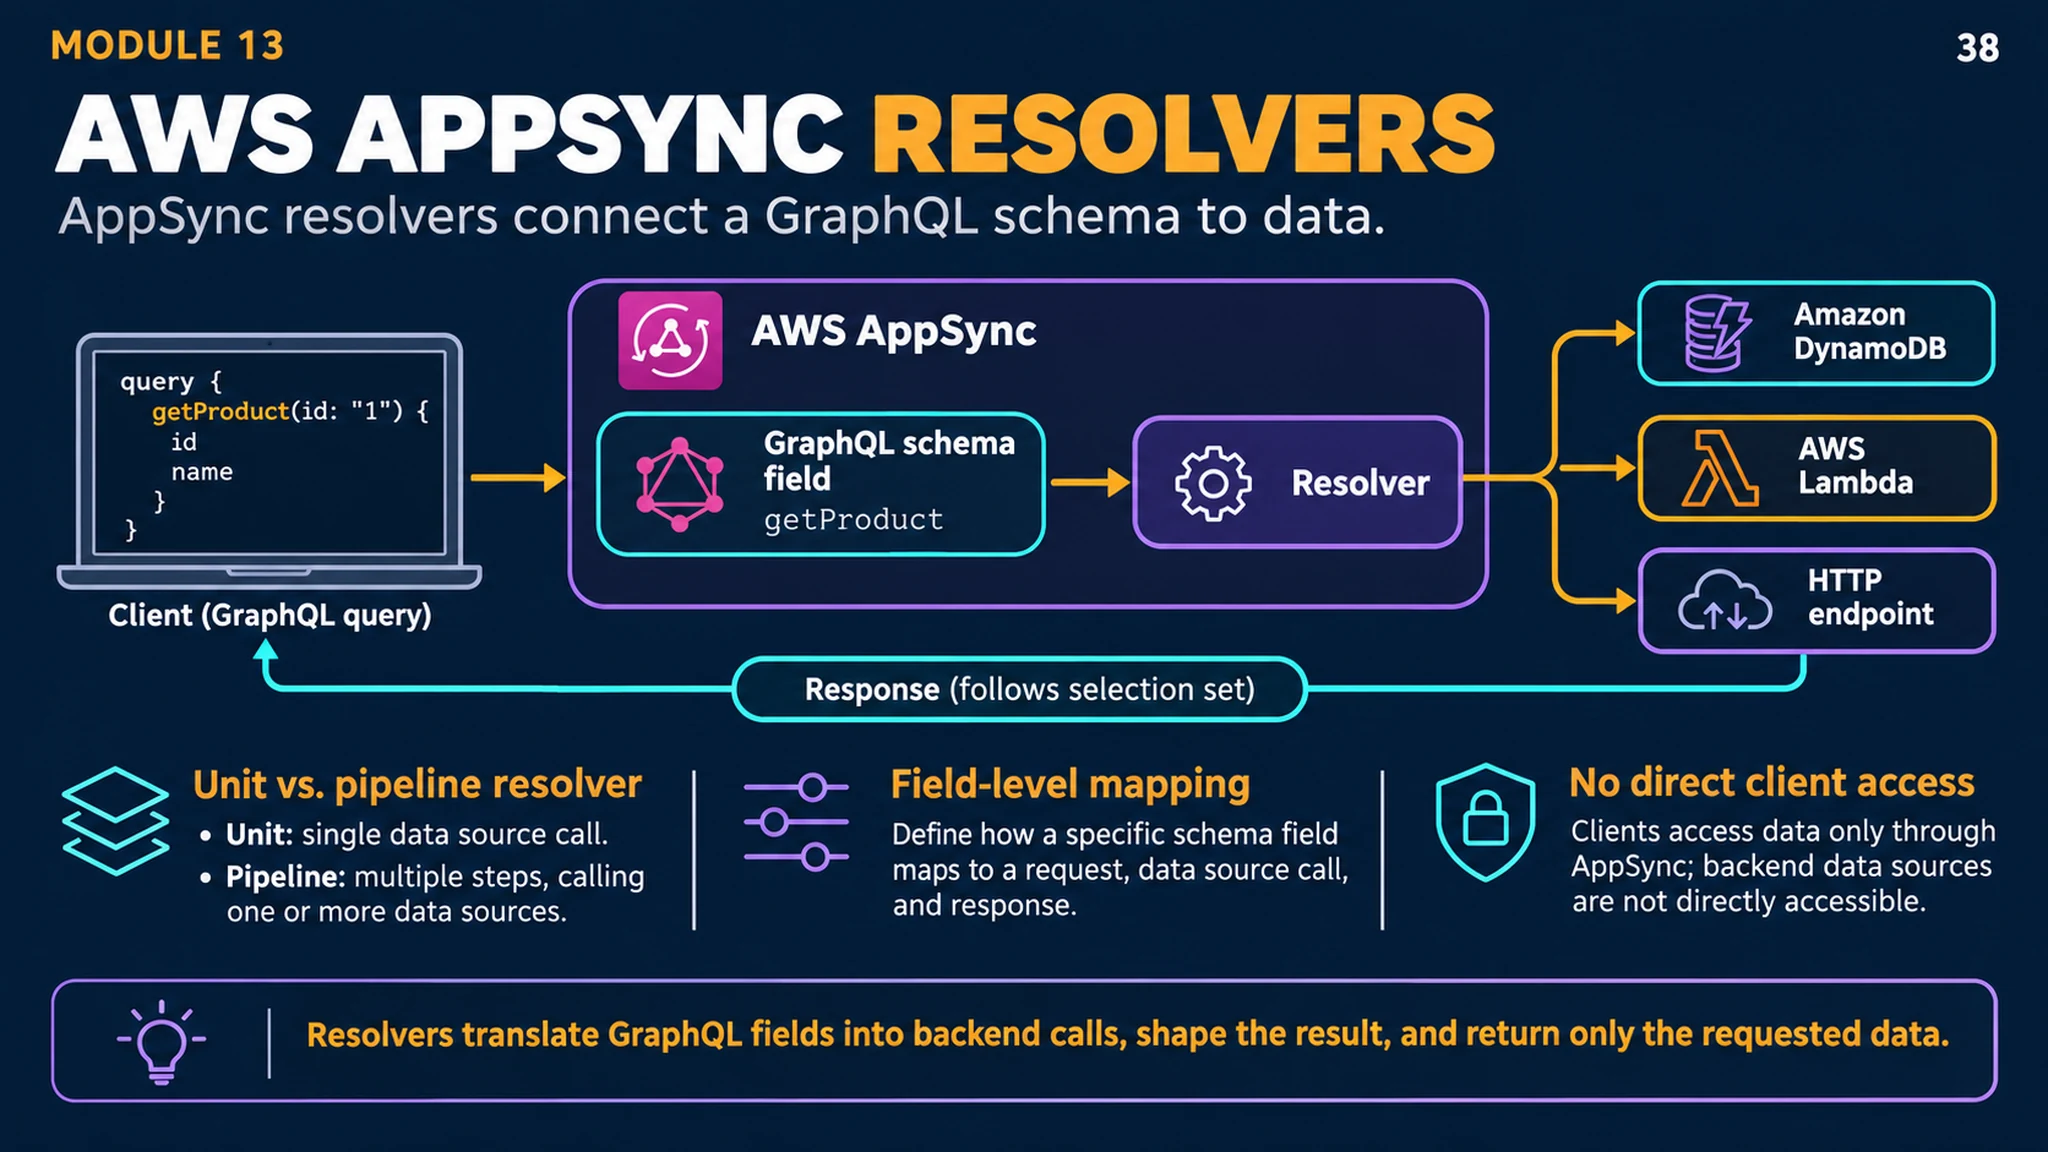 MODULE 13
38
AWS APPSYNC RESOLVERS
AppSync resolvers connect a GraphQL schema to data.
query {
getProduct(id: "1") {
id
name
}
}
Client (GraphQL query)
AWS AppSync
GraphQL schema
field
getProduct
Resolver
Amazon
DynamoDB
AWS
Lambda
HTTP
endpoint
Response (follows selection set)
Unit vs. pipeline resolver
• Unit: single data source call.
• Pipeline: multiple steps, calling
one or more data sources.
Field-level mapping
Define how a specific schema field
maps to a request, data source call,
and response.
No direct client access
Clients access data only through
AppSync; backend data sources
are not directly accessible.
Resolvers translate GraphQL fields into backend calls, shape the result, and return only the requested data.